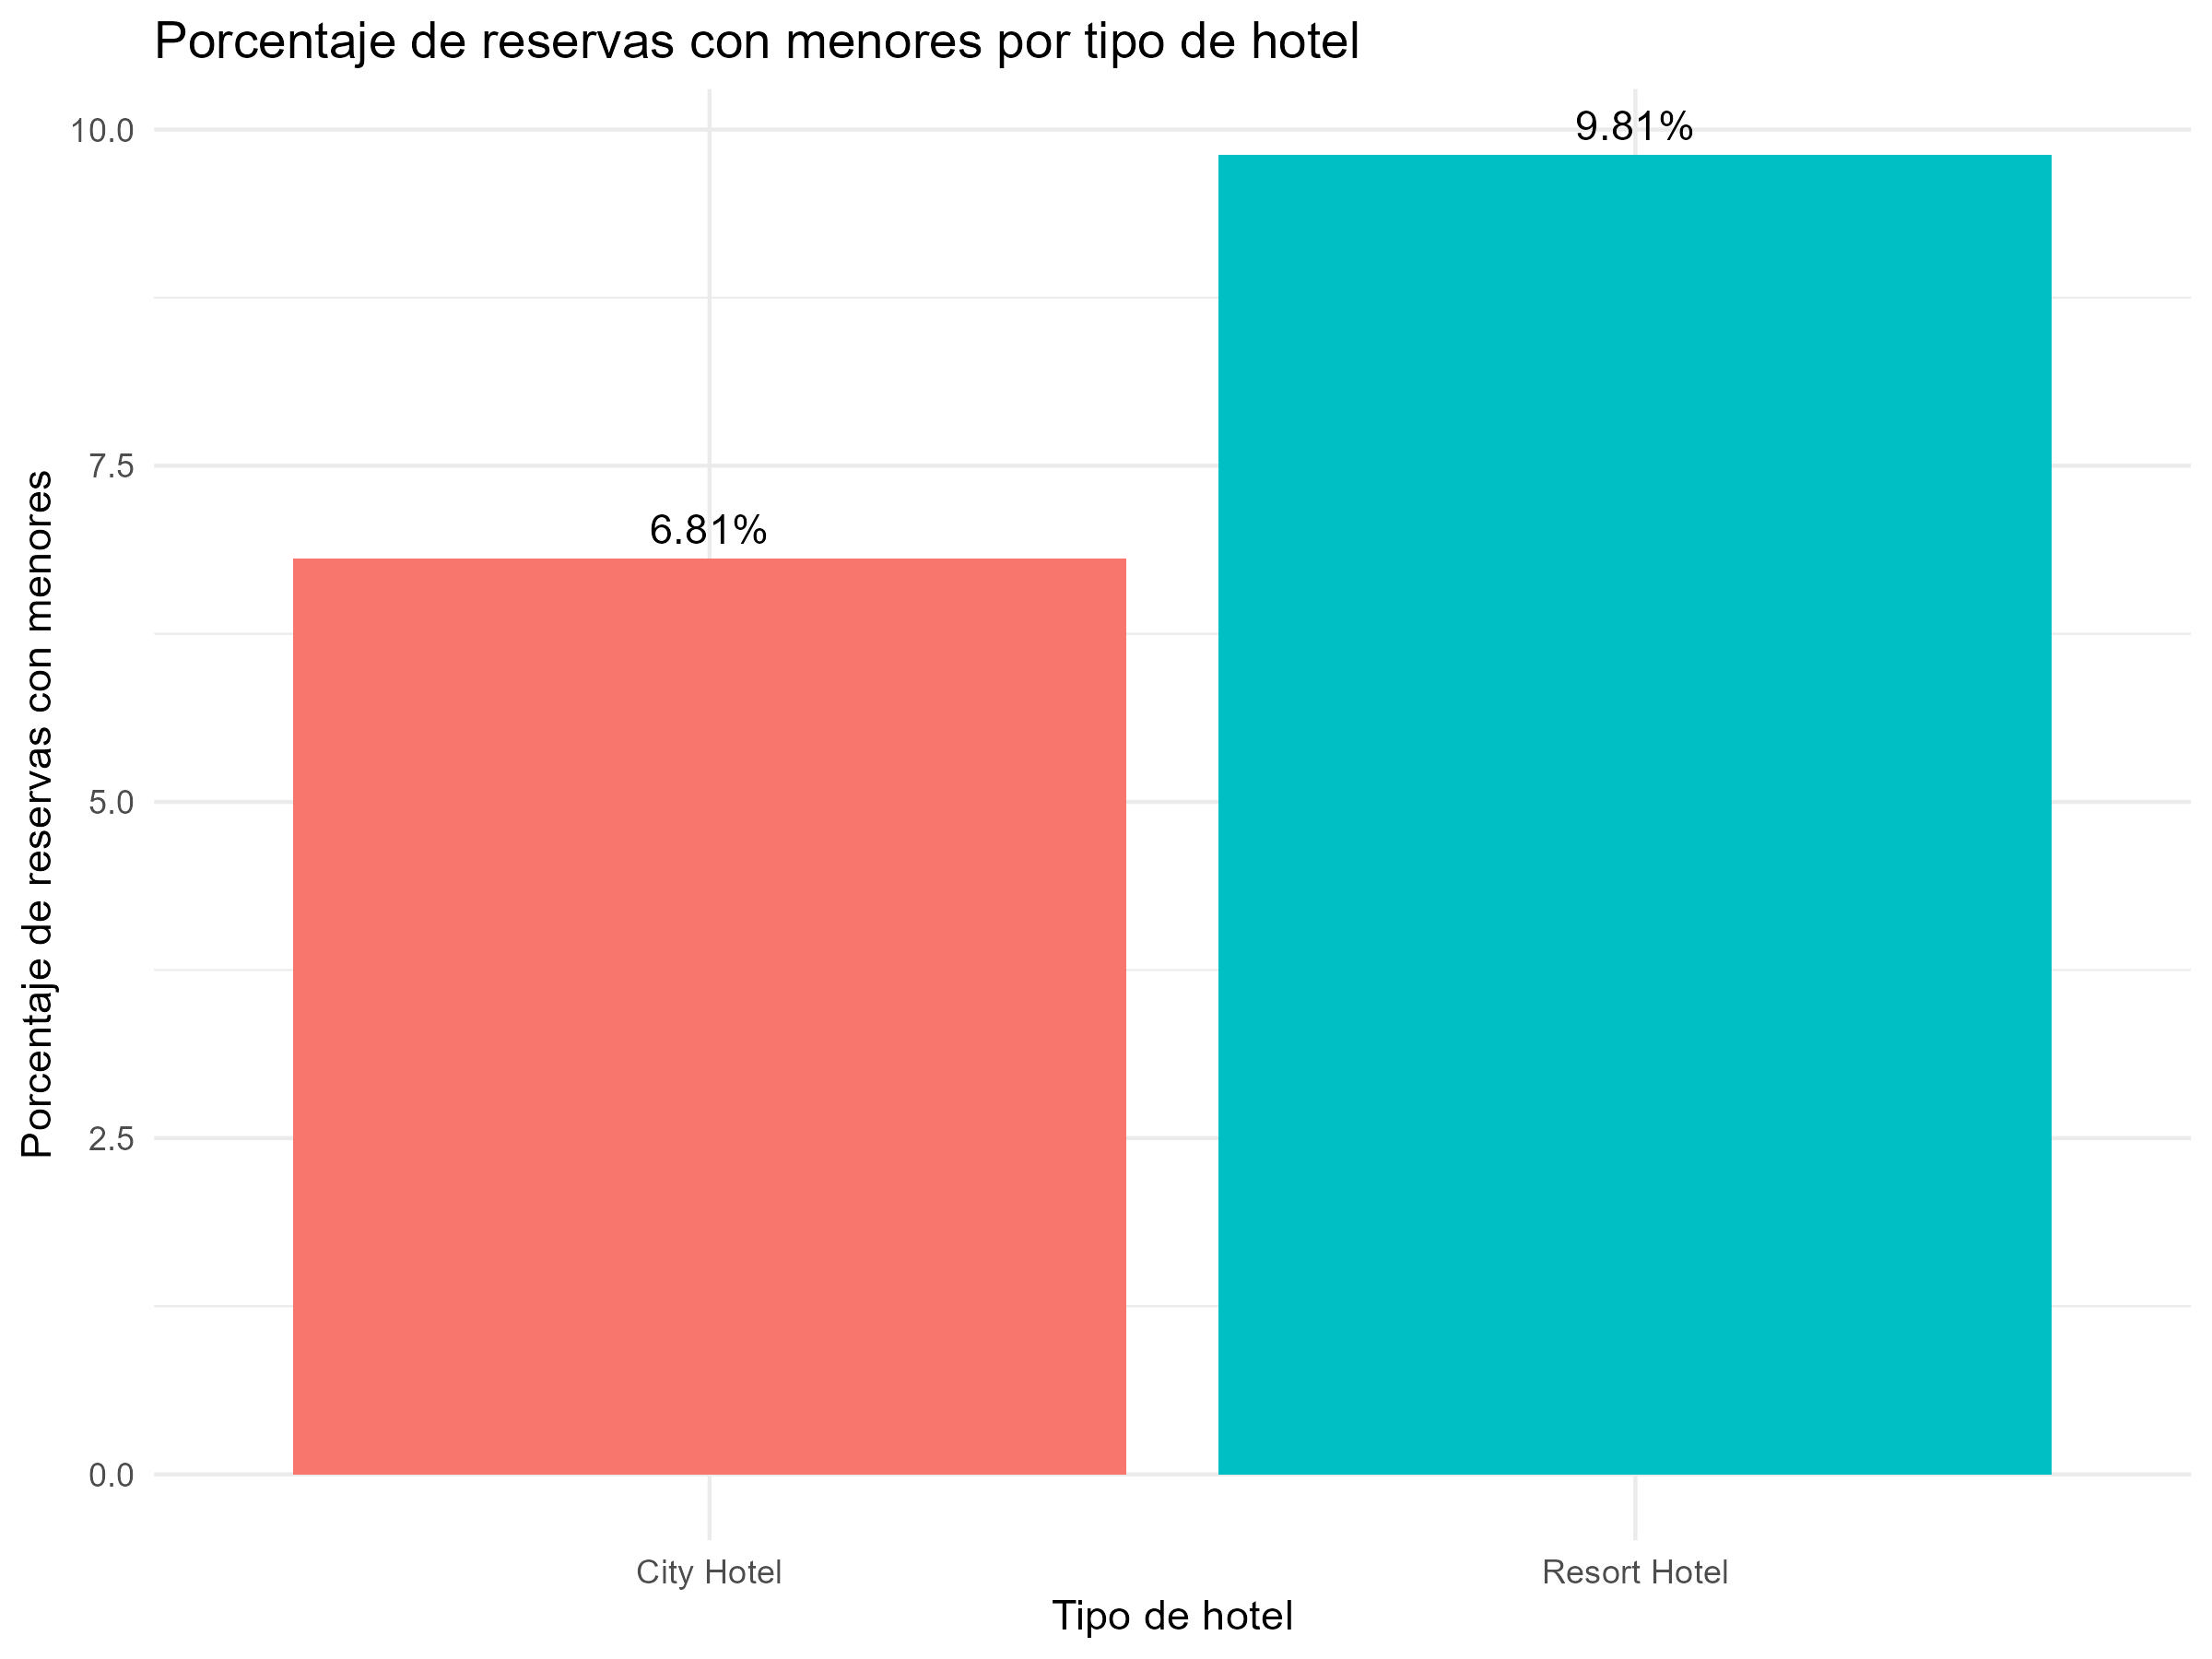 Porcentaje de reservas con menores por tipo de hotel
Porcentaje de reservas con menores
10.0
7.5
5.0
2.5
0.0
6.81%
9.81%
City Hotel
Resort Hotel
Tipo de hotel